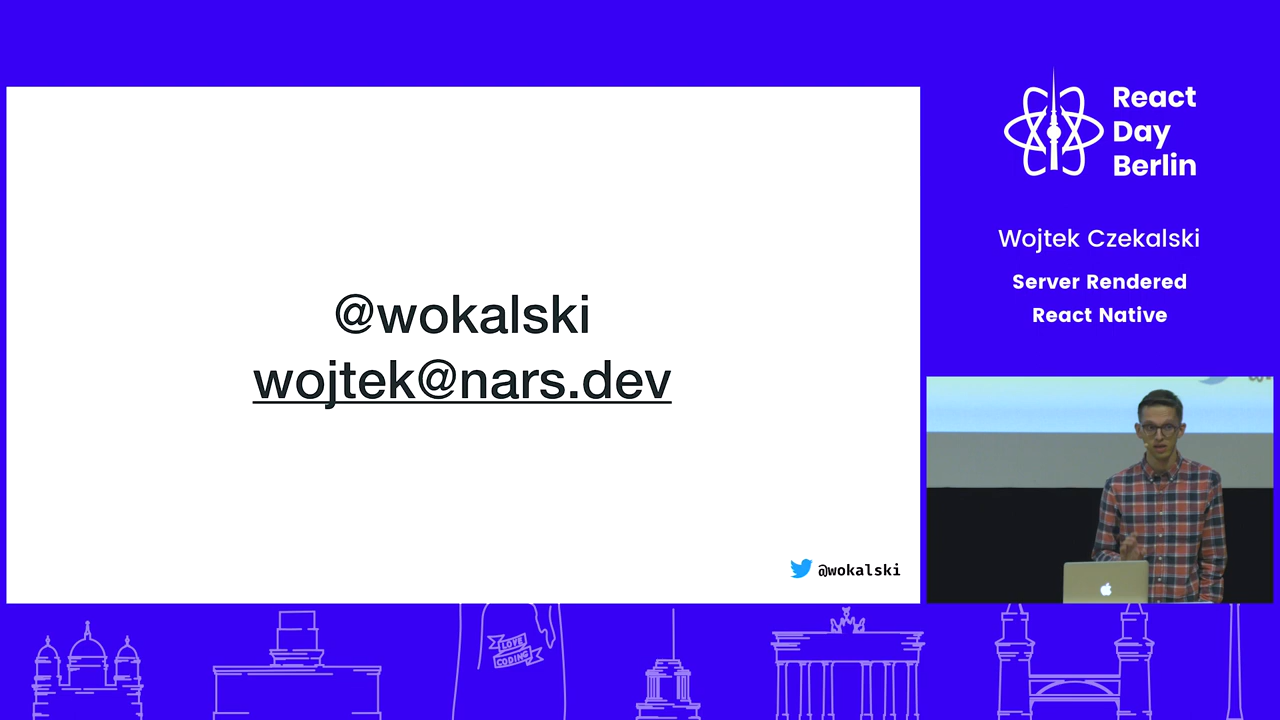 @wokalski
wojtek@nars.dev
@wokalski
React
Day
Berlin
Wojtek Czekalski
Server Rendered
React Native
LOVE
CODING